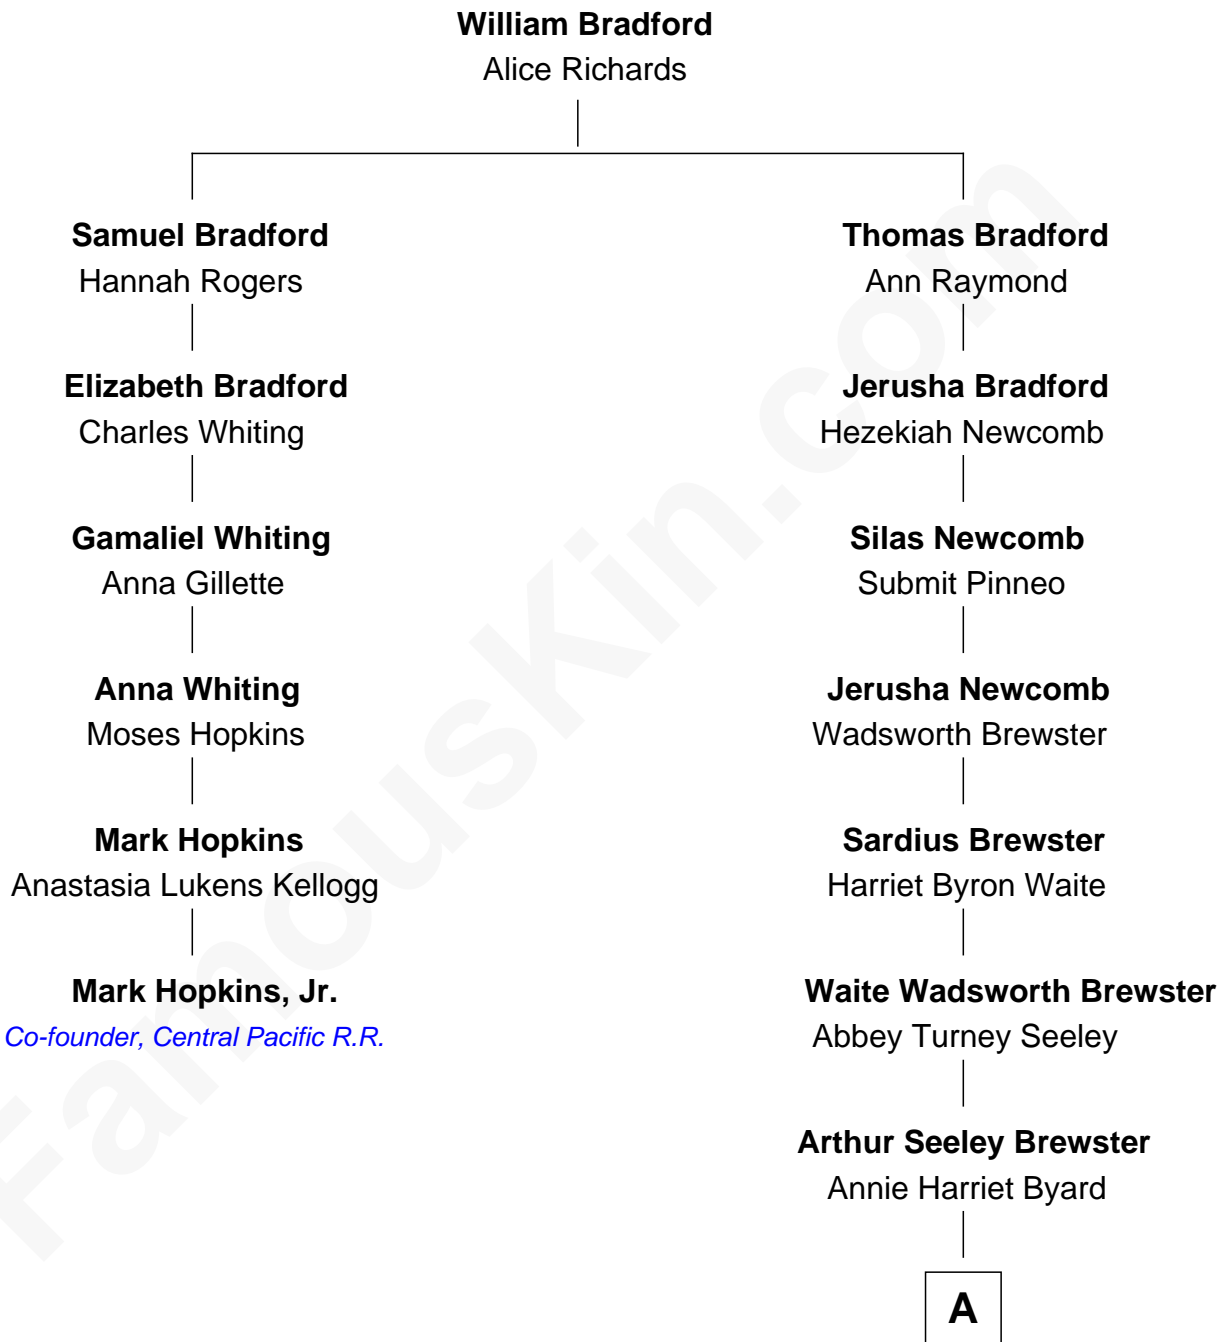 William Bradford
Alice Richards
Samuel Bradford
Hannah Rogers
Thomas Bradford
Ann Raymond
Elizabeth Bradford
Charles Whiting
Jerusha Bradford
Hezekiah Newcomb
Gamaliel Whiting
Anna Gillette
Silas Newcomb
Submit Pinneo
Anna Whiting
Moses Hopkins
Jerusha Newcomb
Wadsworth Brewster
Mark Hopkins
Anastasia Lukens Kellogg
Sardius Brewster
Harriet Byron Waite
Mark Hopkins, Jr.
Co-founder, Central Pacific R.R.
Waite Wadsworth Brewster
Abbey Turney Seeley
Arthur Seeley Brewster
Annie Harriet Byard
A
FamousKin.com